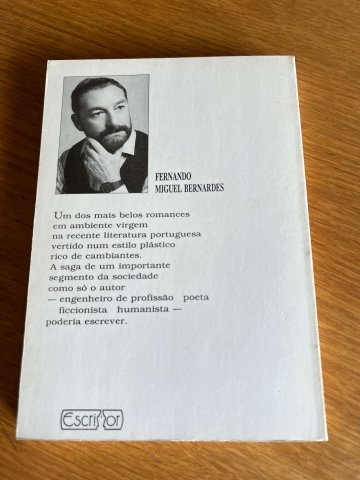 FERNANDO
MIGUEL BERNARDES
Um dos mais belos romances
em ambiente virgem
na recente literatura portuguesa
vertido num estilo plástico
rico de cambiantes.
A saga de um importante
segmento da sociedade
como só o autor
— engenheiro de profissão poeta
ficcionista humanista —
poderia escrever.
Escritor